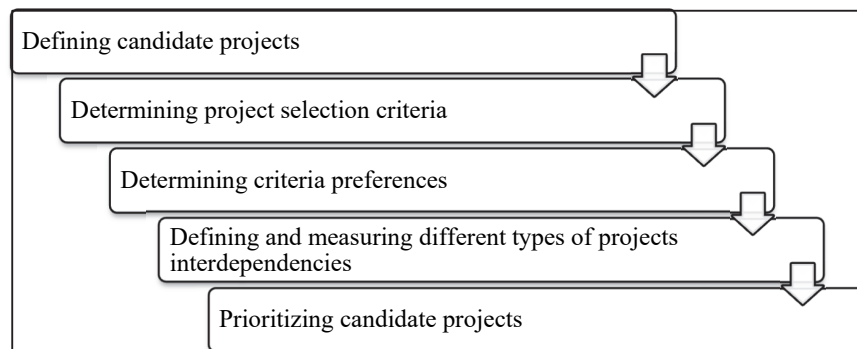 Defining candidate projects
Determining project selection criteria
Determining criteria preferences
Defining and measuring different types of projects
interdependencies
Prioritizing candidate projects